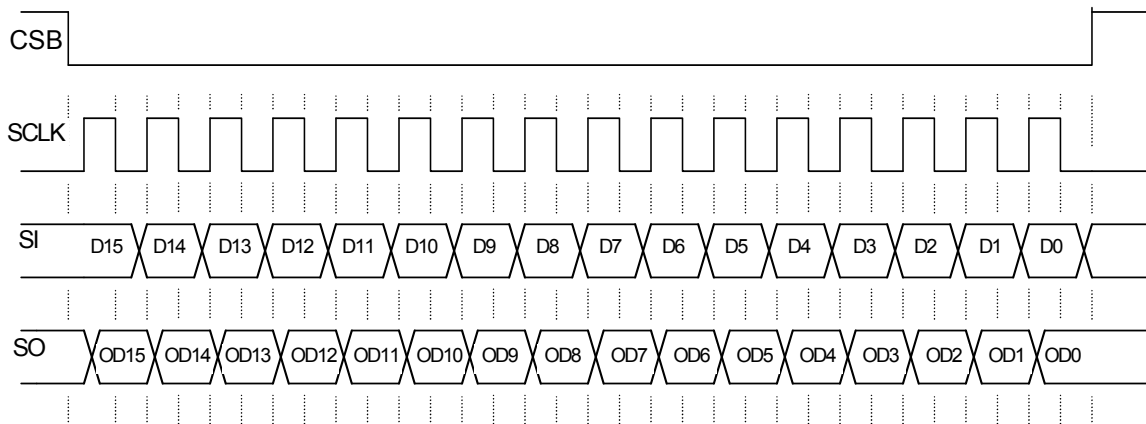 CSB
SCLK
SI D15 D14 D13 D12 D11 D10 D9 D8 D7 D6 D5 D4 D3 D2 D1 D0
SO OD15 OD14 OD13 OD12 OD11 OD10 OD9 OD8 OD7 OD6 OD5 OD4 OD3 OD2 OD1 OD0